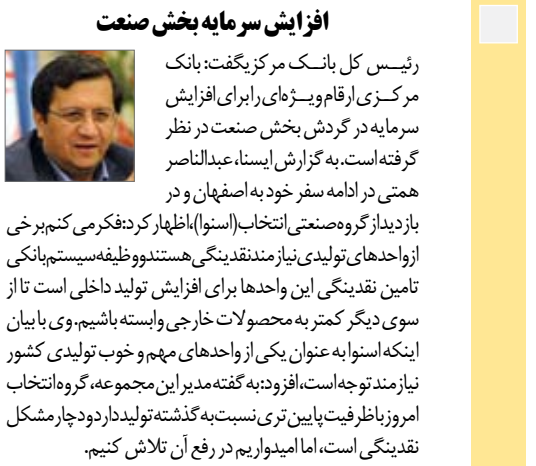 افزایش سرمایه بخش صنعت
رئیس کل بانک مرکزیگفت: بانک
مرکزی ارقام ویژه‌ای را برای افزایش
سرمایه در گردش بخش صنعت در نظر
گرفته است. به گزارش ایسنا، عبدالناصر
همتی در ادامه سفر خود به اصفهان و در
بازدید از گروه صنعتی انتخاب (اسنوا)، اظهار کرد: فکر می کنم برخی
از واحدهای تولیدی نیازمند نقدینگی هستند و وظیفه سیستم بانکی
تامین نقدینگی این واحدها برای افزایش تولید داخلی است تا از
سوی دیگر کمتر به محصولات خارجی وابسته باشیم. وی با بیان
اینکه اسنوا به عنوان یکی از واحدهای مهم و خوب تولیدی کشور
نیازمند توجه است، افزود: به گفته مدیر این مجموعه، گروه انتخاب
امروز با ظرفیت پایین تری نسبت به گذشته تولید دارد و دچار مشکل
نقدینگی است، اما امیدواریم در رفع آن تلاش کنیم.